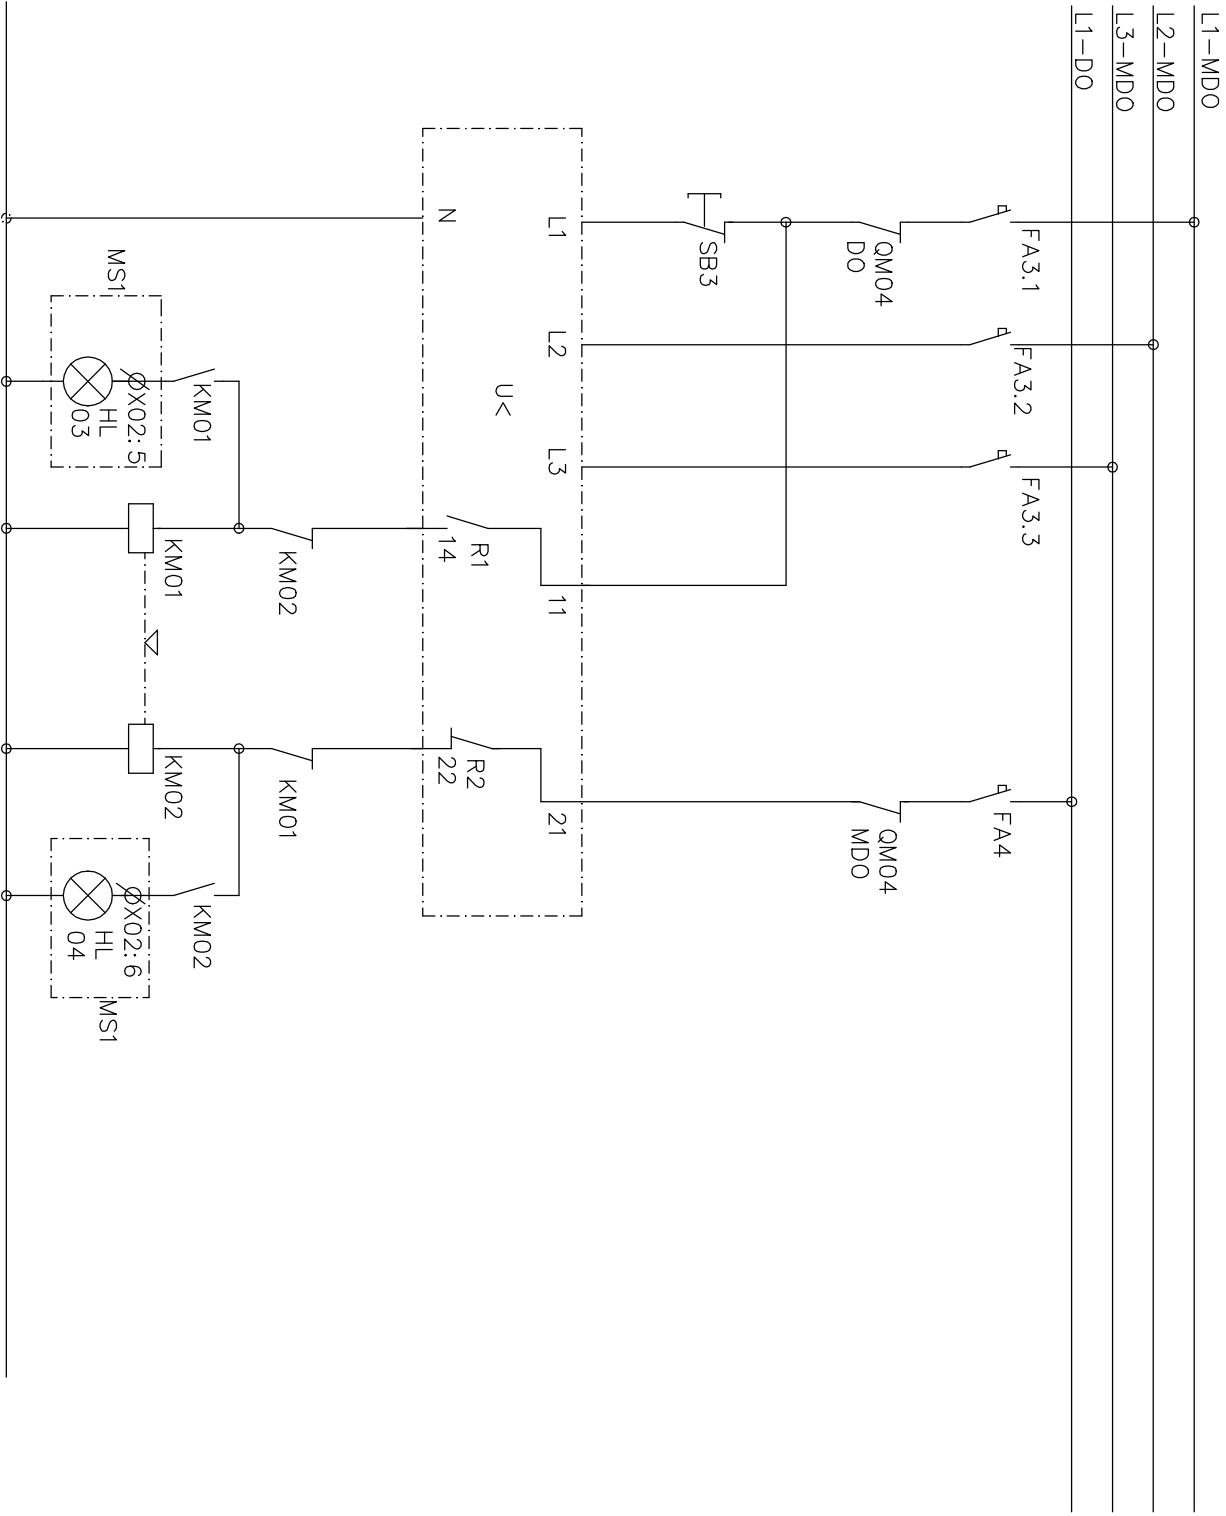 L1-MDO
L2-MDO
L3-MDO
L1-DO
FA3.1
FA3.2
FA3.3
FA4
QM04
DO
QM04
MDO
SB3
L1
L2
L3
11
21
U<
N
R1
14
R2
22
KM02
KM01
KM01
KM02
KM01
KM02
MS1
X02:5
HL
03
X02:6
HL
04
MS1